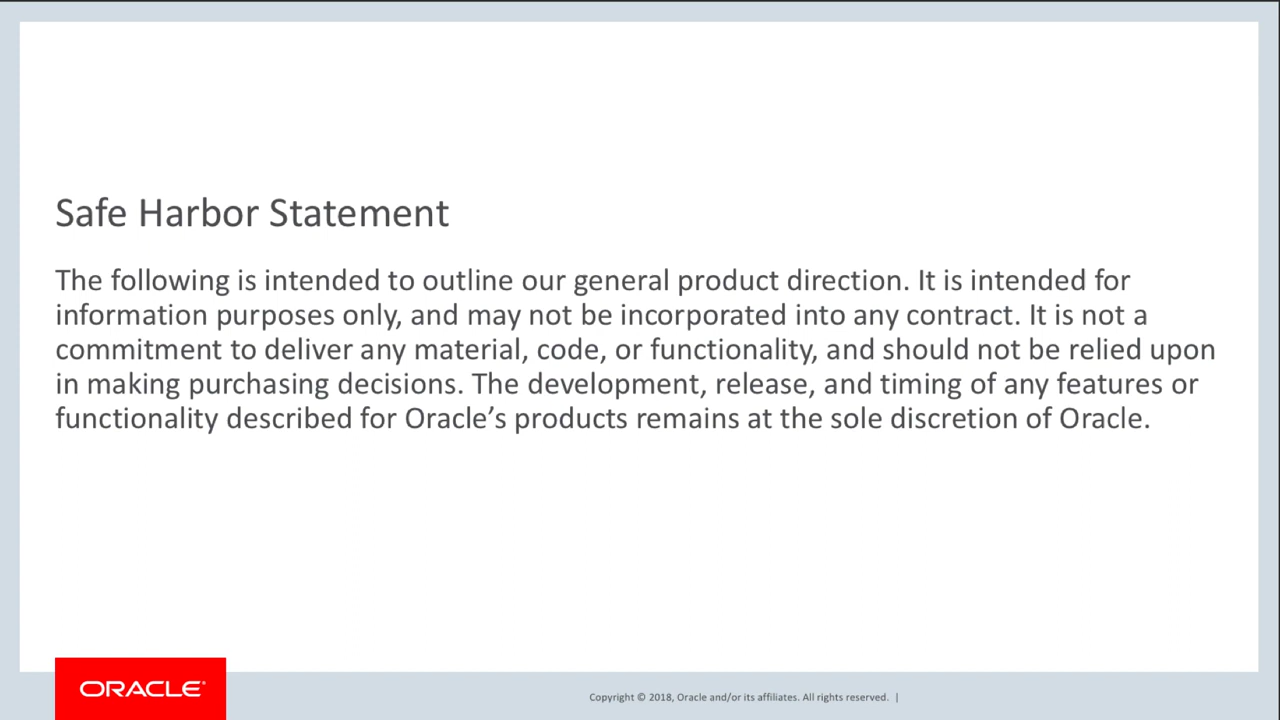 Safe Harbor Statement
The following is intended to outline our general product direction. It is intended for
information purposes only, and may not be incorporated into any contract. It is not a
commitment to deliver any material, code, or functionality, and should not be relied upon
in making purchasing decisions. The development, release, and timing of any features or
functionality described for Oracle’s products remains at the sole discretion of Oracle.
ORACLE®
Copyright © 2018, Oracle and/or its affiliates. All rights reserved. |